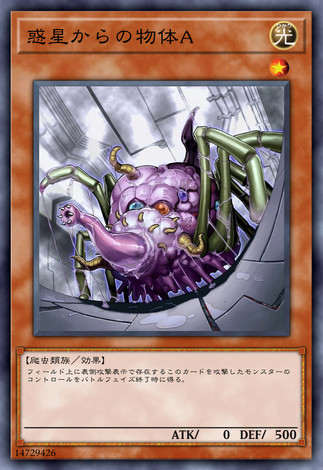 惑星からの物体A
光
【爬虫類族/効果】
フィールド上に表側攻撃表示で存在するこのカードを攻撃したモンスターの
コントロールをバトルフェイズ終了時に得る。
ATK/ 0 DEF/ 500
14729426